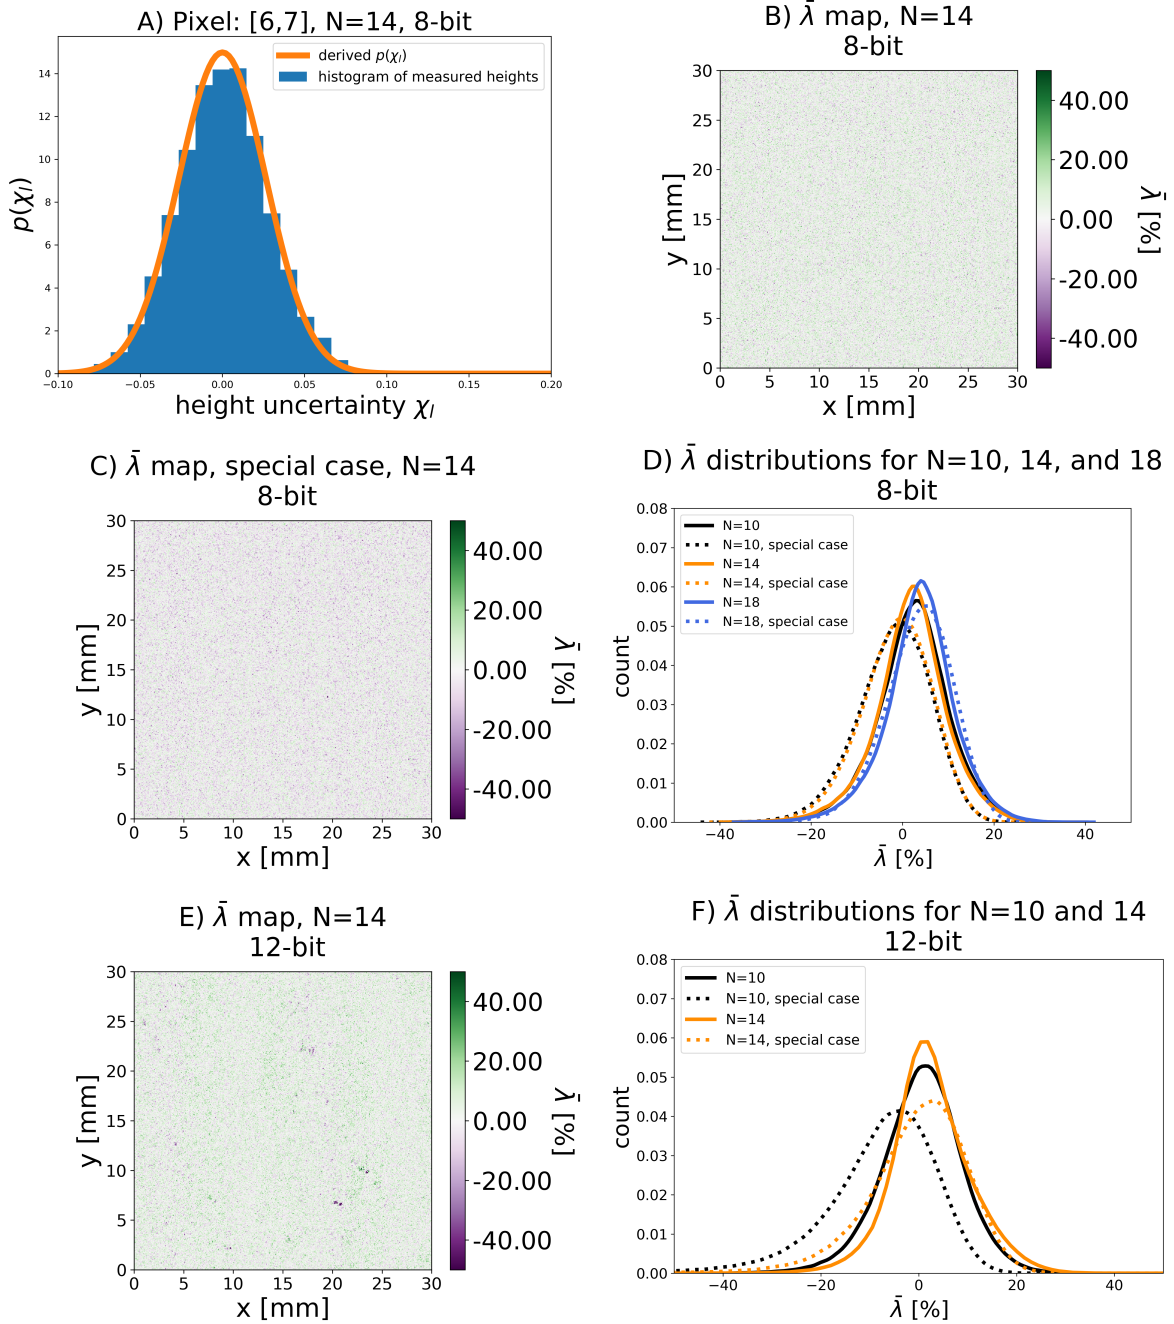 A) Pixel: [6,7], N=14, 8-bit
derived p(χₗ)
histogram of measured heights
p(χₗ)
14
12
10
8
6
4
2
0
−0.10 −0.05 0.00 0.05 0.10 0.15 0.20
height uncertainty χₗ
B) λ̄ map, N=14
8-bit
y [mm]
30
25
20
15
10
5
0
0 5 10 15 20 25 30
x [mm]
40.00
20.00
0.00
-20.00
-40.00
λ̄ [%]
C) λ̄ map, special case, N=14
8-bit
y [mm]
30
25
20
15
10
5
0
0 5 10 15 20 25 30
x [mm]
40.00
20.00
0.00
-20.00
-40.00
λ̄ [%]
D) λ̄ distributions for N=10, 14, and 18
8-bit
N=10
N=10, special case
N=14
N=14, special case
N=18
N=18, special case
count
0.08
0.07
0.06
0.05
0.04
0.03
0.02
0.01
0.00
−40 −20 0 20 40
λ̄ [%]
E) λ̄ map, N=14
12-bit
y [mm]
30
25
20
15
10
5
0
0 5 10 15 20 25 30
x [mm]
40.00
20.00
0.00
-20.00
-40.00
λ̄ [%]
F) λ̄ distributions for N=10 and 14
12-bit
N=10
N=10, special case
N=14
N=14, special case
count
0.08
0.07
0.06
0.05
0.04
0.03
0.02
0.01
0.00
−40 −20 0 20 40
λ̄ [%]